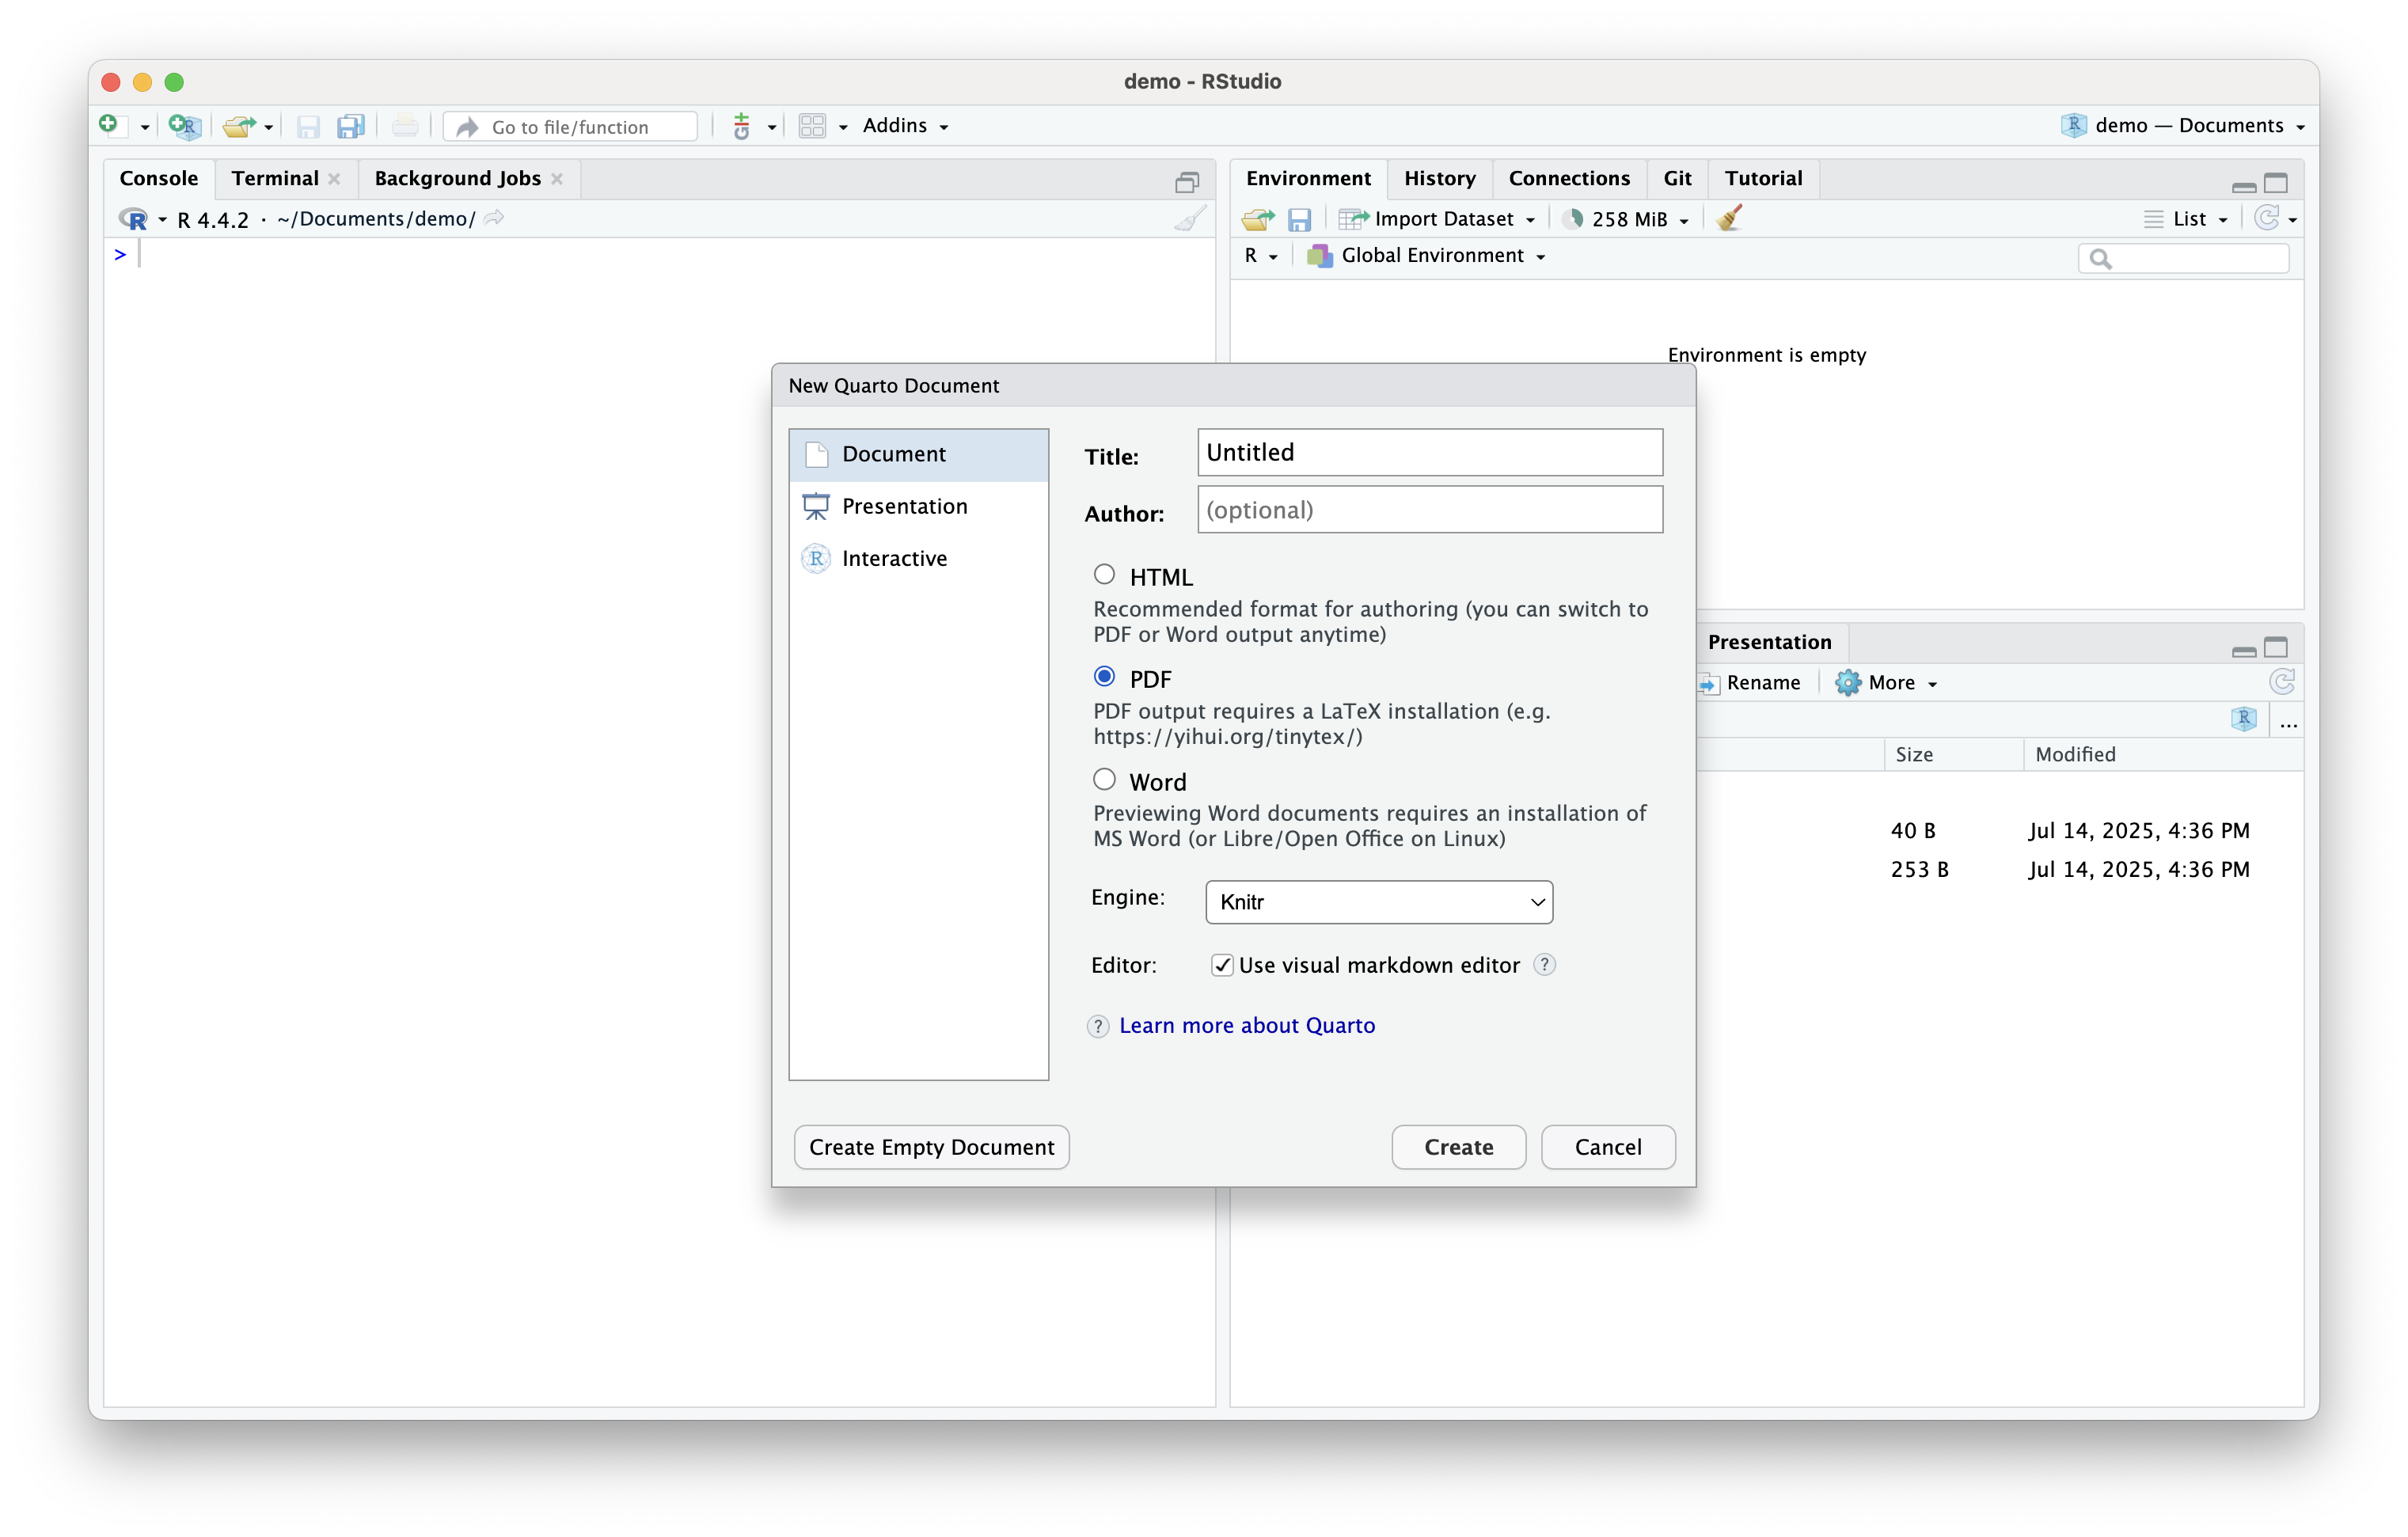 demo - RStudio
Go to file/function
Addins
demo — Documents
Console
Terminal
Background Jobs
R 4.4.2 · ~/Documents/demo/
>
Environment
History
Connections
Git
Tutorial
Import Dataset
258 MiB
List
R
Global Environment
Environment is empty
New Quarto Document
Document
Presentation
Interactive
Title:
Untitled
Author:
(optional)
HTML
Recommended format for authoring (you can switch to
PDF or Word output anytime)
PDF
PDF output requires a LaTeX installation (e.g.
https://yihui.org/tinytex/)
Word
Previewing Word documents requires an installation of
MS Word (or Libre/Open Office on Linux)
Engine:
Knitr
Editor:
Use visual markdown editor
?
? Learn more about Quarto
Create Empty Document
Create
Cancel
Presentation
Rename
More
...
Size
Modified
40 B
Jul 14, 2025, 4:36 PM
253 B
Jul 14, 2025, 4:36 PM